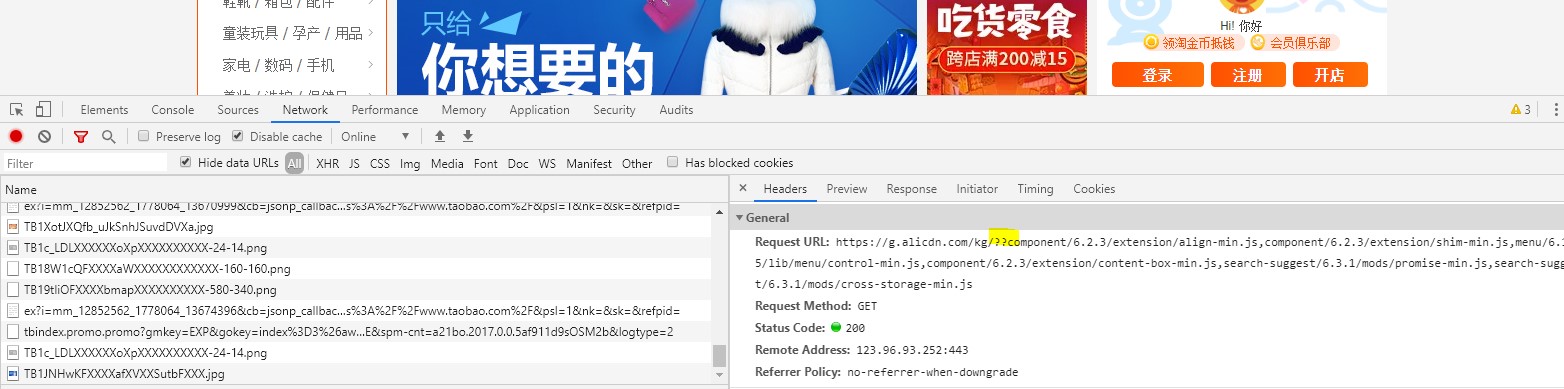 鞋靴 / 箱包 / 配件
童装玩具 / 孕产 / 用品
家电 / 数码 / 手机
只给
你想要的
吃货零食
跨店满200减15
Hi! 你好
领淘金币抵钱 会员俱乐部
登录 注册 开店
Elements Console Sources Network Performance Memory Application Security Audits 3
Preserve log Disable cache Online
Filter Hide data URLs All XHR JS CSS Img Media Font Doc WS Manifest Other Has blocked cookies
Name
ex?i=mm_12852562_1778064_13670999&cb=jsonp_callbac...s%3A%2F%2Fwww.taobao.com%2F&psl=1&nk=&sk=&refpid=
TB1XotJXQfb_uJkSnhJSuvdDVXa.jpg
TB1c_LDLXXXXXXoXpXXXXXXXXXX-24-14.png
TB18W1cQFXXXXaWXXXXXXXXXXXX-160-160.png
TB19tIiOFXXXXbmapXXXXXXXXXX-580-340.png
ex?i=mm_12852562_1778064_13674396&cb=jsonp_callbac...s%3A%2F%2Fwww.taobao.com%2F&psl=1&nk=&sk=&refpid=
tbindex.promo.promo?gmkey=EXP&gokey=index%3D3%26aw...E&spm-cnt=a21bo.2017.0.0.5af911d9sOSM2b&logtype=2
TB1c_LDLXXXXXXoXpXXXXXXXXXX-24-14.png
TB1JNHwKFXXXXafXVXXSutbFXXX.jpg
× Headers Preview Response Initiator Timing Cookies
General
Request URL: https://g.alicdn.com/kg/??component/6.2.3/extension/align-min.js,component/6.2.3/extension/shim-min.js,menu/6.1
5/lib/menu/control-min.js,component/6.2.3/extension/content-box-min.js,search-suggest/6.3.1/mods/promise-min.js,search-sugges
t/6.3.1/mods/cross-storage-min.js
Request Method: GET
Status Code: 200
Remote Address: 123.96.93.252:443
Referrer Policy: no-referrer-when-downgrade